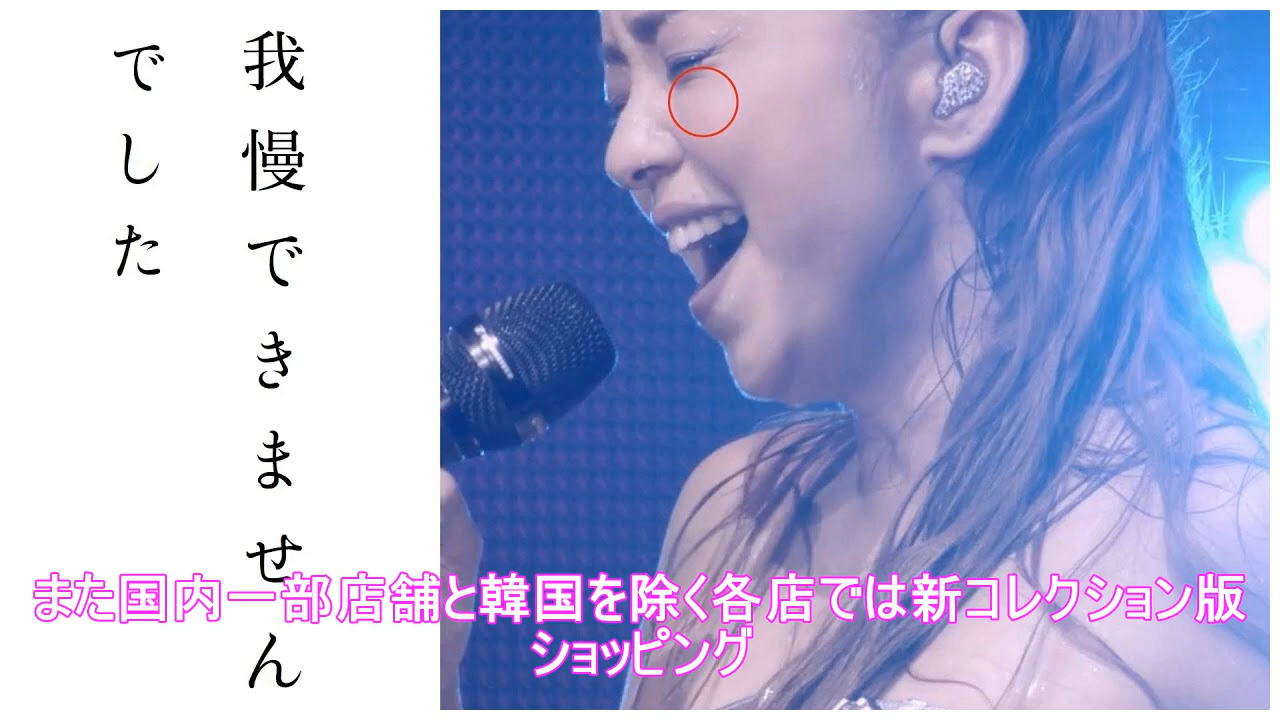 我慢できません
でした
また国内一部店舗と韓国を除く各店では新コレクション版
ショッピング